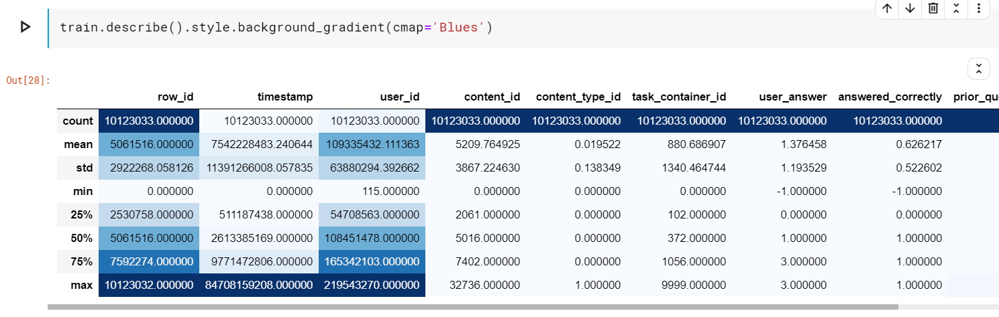 train.describe().style.background_gradient(cmap='Blues')
Out[28]:
row_id timestamp user_id content_id content_type_id task_container_id user_answer answered_correctly prior_qu
count 10123033.000000 10123033.000000 10123033.000000 10123033.000000 10123033.000000 10123033.000000 10123033.000000 10123033.000000
mean 5061516.000000 7542228483.240644 109335432.111363 5209.764925 0.019522 880.686907 1.376458 0.626217
std 2922268.058126 11391266008.057835 63880294.392662 3867.224630 0.138349 1340.464744 1.193529 0.522602
min 0.000000 0.000000 115.000000 0.000000 0.000000 0.000000 -1.000000 -1.000000
25% 2530758.000000 511187438.000000 54708563.000000 2061.000000 0.000000 102.000000 0.000000 0.000000
50% 5061516.000000 2613385169.000000 108451478.000000 5016.000000 0.000000 372.000000 1.000000 1.000000
75% 7592274.000000 9771472806.000000 165342103.000000 7402.000000 0.000000 1056.000000 3.000000 1.000000
max 10123032.000000 84708159208.000000 219543270.000000 32736.000000 1.000000 9999.000000 3.000000 1.000000